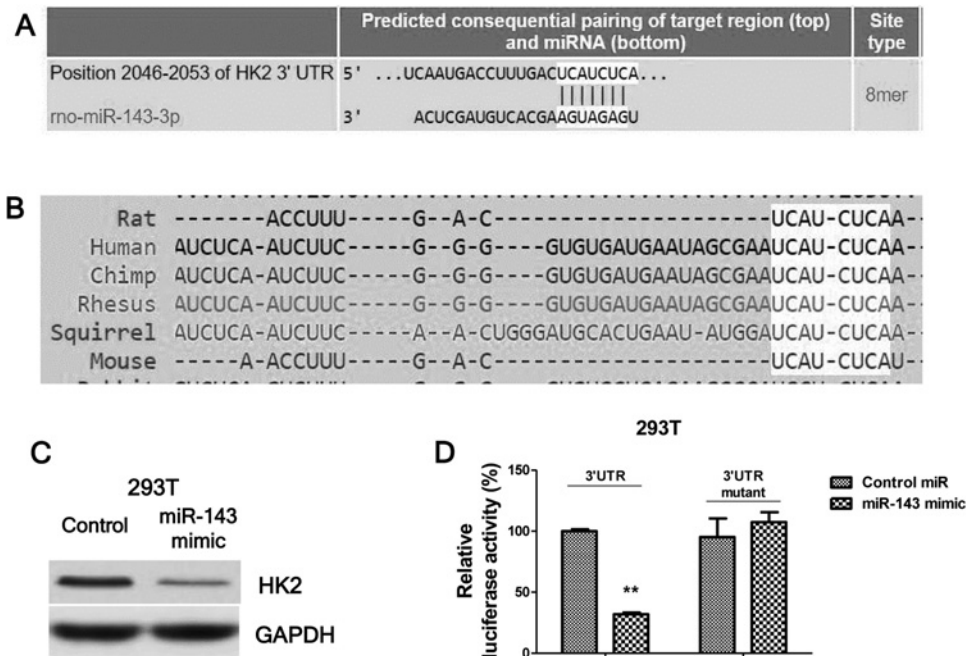 A
Predicted consequential pairing of target region (top)
and miRNA (bottom)
Site
type
Position 2046-2053 of HK2 3' UTR 5' ...UCAAUGACCUUUGACUCAUCUCA...
rno-miR-143-3p 3' ACUCGAUGUCACGAAGUAGAGU
8mer
B
Rat -------ACCUUU-----G--A-C--------------------UCAU-CUCAA--
Human AUCUCA-AUCUUC-----G--G-G----GUGUGAUGAAUAGCGAAUCAU-CUCAA--
Chimp AUCUCA-AUCUUC-----G--G-G----GUGUGAUGAAUAGCGAAUCAU-CUCAA--
Rhesus AUCUCA-AUCUUC-----G--G-G----GUGUGAUGAAUAGCGAAUCAU-CUCAA--
Squirrel AUCUCA-AUCUUC-----A--A-CUGGGAUGCACUGAAU-AUGGAUCAU-CUCAA--
Mouse -----A-ACCUUU-----G--A-C--------------------UCAU-CUCAU--
C
293T
Control
miR-143
mimic
HK2
GAPDH
D
293T
Relative
luciferase activity (%)
150
100
50
0
3'UTR
3'UTR
mutant
**
Control miR
miR-143 mimic